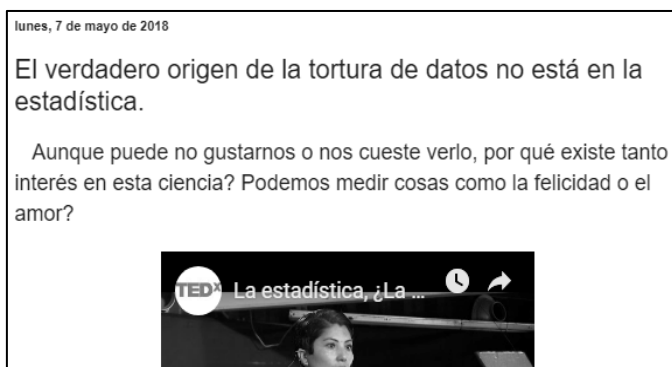 lunes, 7 de mayo de 2018
El verdadero origen de la tortura de datos no está en la
estadística.
Aunque puede no gustarnos o nos cueste verlo, por qué existe tanto
interés en esta ciencia? Podemos medir cosas como la felicidad o el
amor?
TEDx La estadística, ¿La ...